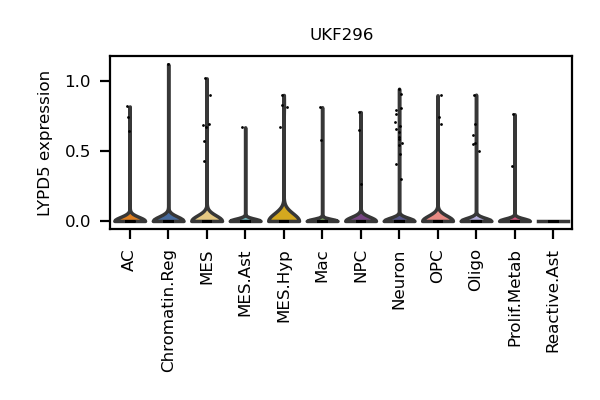 UKF296
LYPD5 expression
1.0
0.5
0.0
AC
Chromatin.Reg
MES
MES.Ast
MES.Hyp
Mac
NPC
Neuron
OPC
Oligo
Prolif.Metab
Reactive.Ast